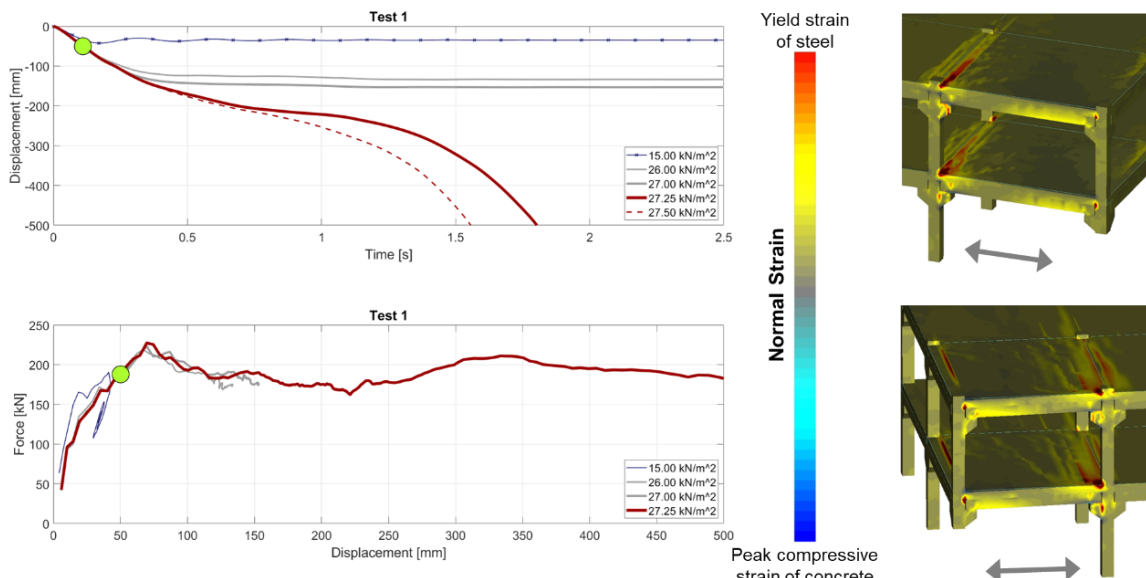 Test 1
0
-100
-200
-300
-400
-500
Displacement [mm]
15.00 kN/m^2
26.00 kN/m^2
27.00 kN/m^2
27.25 kN/m^2
27.50 kN/m^2
0
0.5
1
1.5
2
2.5
Time [s]
Test 1
250
200
150
100
50
0
Force [kN]
15.00 kN/m^2
26.00 kN/m^2
27.00 kN/m^2
27.25 kN/m^2
0
50
100
150
200
250
300
350
400
450
500
Displacement [mm]
Yield strain
of steel
Normal Strain
Peak compressive
strain of concrete